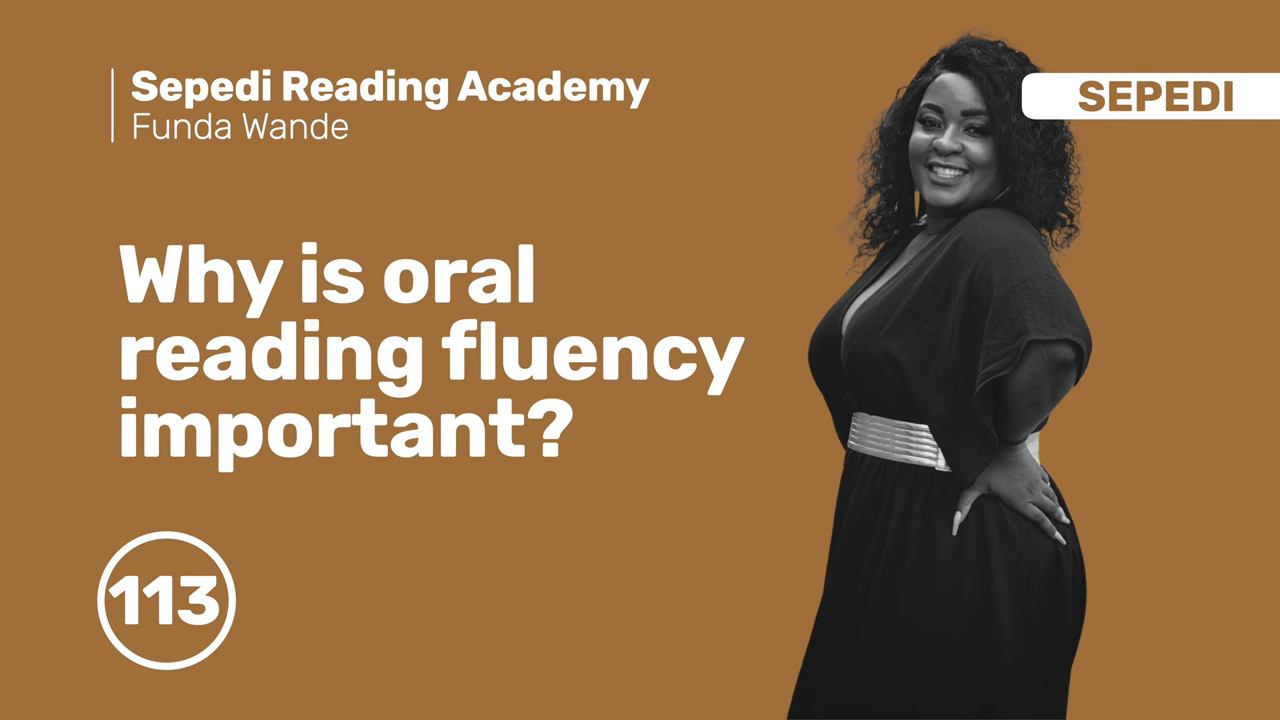 Sepedi Reading Academy
Funda Wande
SEPEDI
Why is oral
reading fluency
important?
113